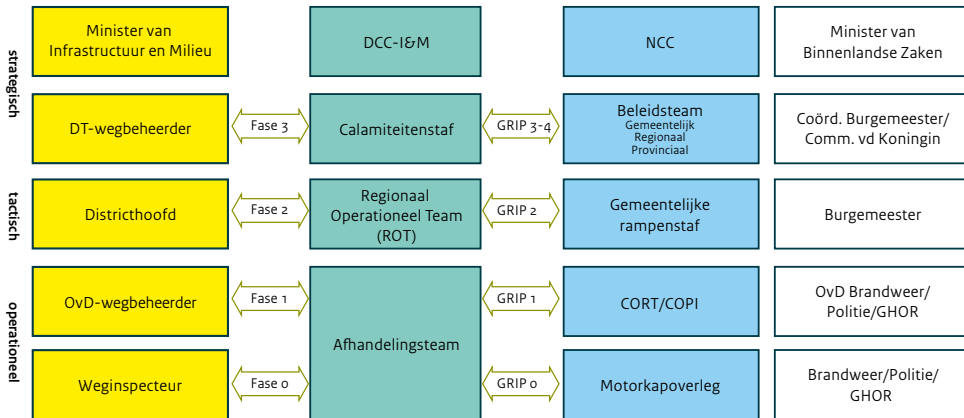 strategisch
Minister van
Infrastructuur en Milieu
DCC-I&M
NCC
Minister van
Binnenlandse Zaken
DT-wegbeheerder
Fase 3
Calamiteitenstaf
GRIP 3-4
Beleidsteam
Gemeentelijk
Regionaal
Provinciaal
Coörd. Burgemeester/
Comm. vd Koningin
tactisch
Districthoofd
Fase 2
Regionaal
Operationeel Team
(ROT)
GRIP 2
Gemeentelijke
rampenstaf
Burgemeester
operationeel
OvD-wegbeheerder
Fase 1
Afhandelingsteam
GRIP 1
CORT/COPI
OvD Brandweer/
Politie/GHOR
Weginspecteur
Fase 0
GRIP 0
Motorkapoverleg
Brandweer/Politie/
GHOR